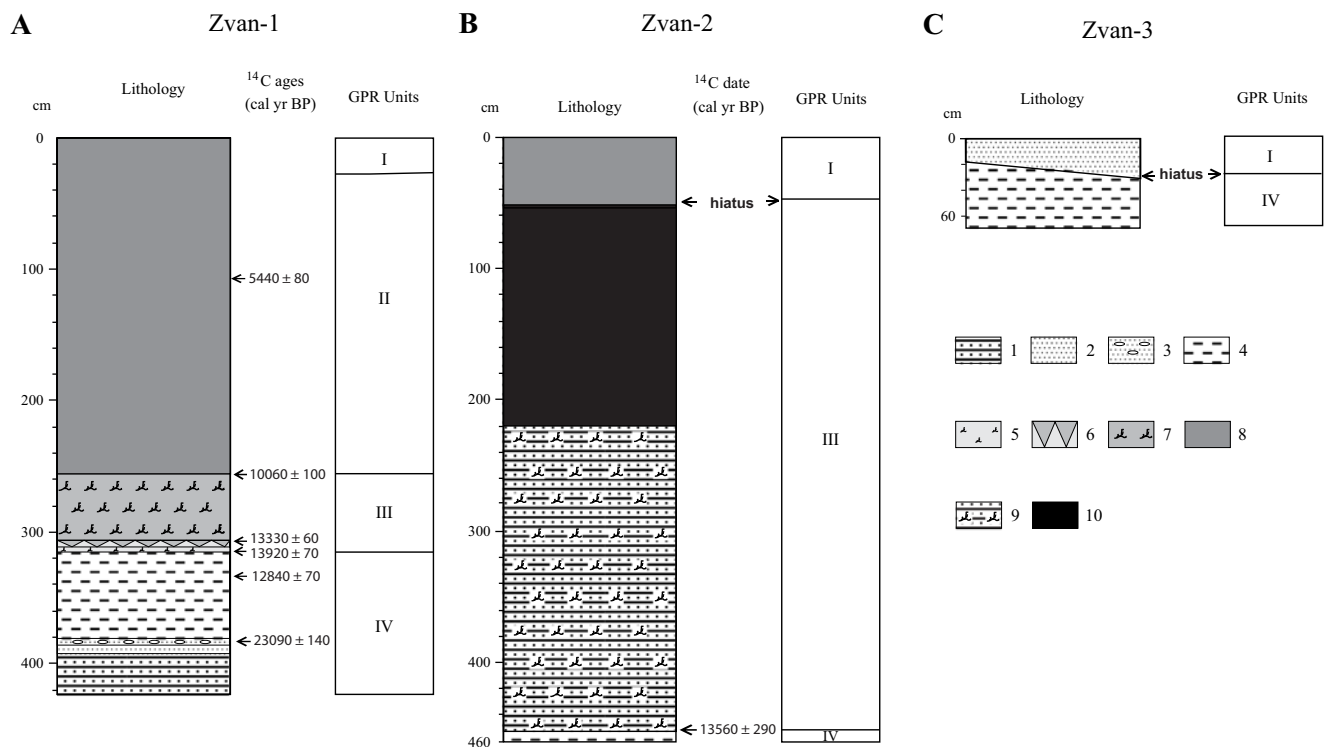 A
Zvan-1
cm
Lithology
14C ages
(cal yr BP)
GPR Units
0
100
200
300
400
5440 ± 80
10060 ± 100
13330 ± 60
13920 ± 70
12840 ± 70
23090 ± 140
I
II
III
IV
B
Zvan-2
cm
Lithology
14C date
(cal yr BP)
GPR Units
0
100
200
300
400
460
hiatus
13560 ± 290
I
III
IV
C
Zvan-3
cm
Lithology
GPR Units
0
60
hiatus
I
IV
1 2 3 4
5 6 7 8
9 10